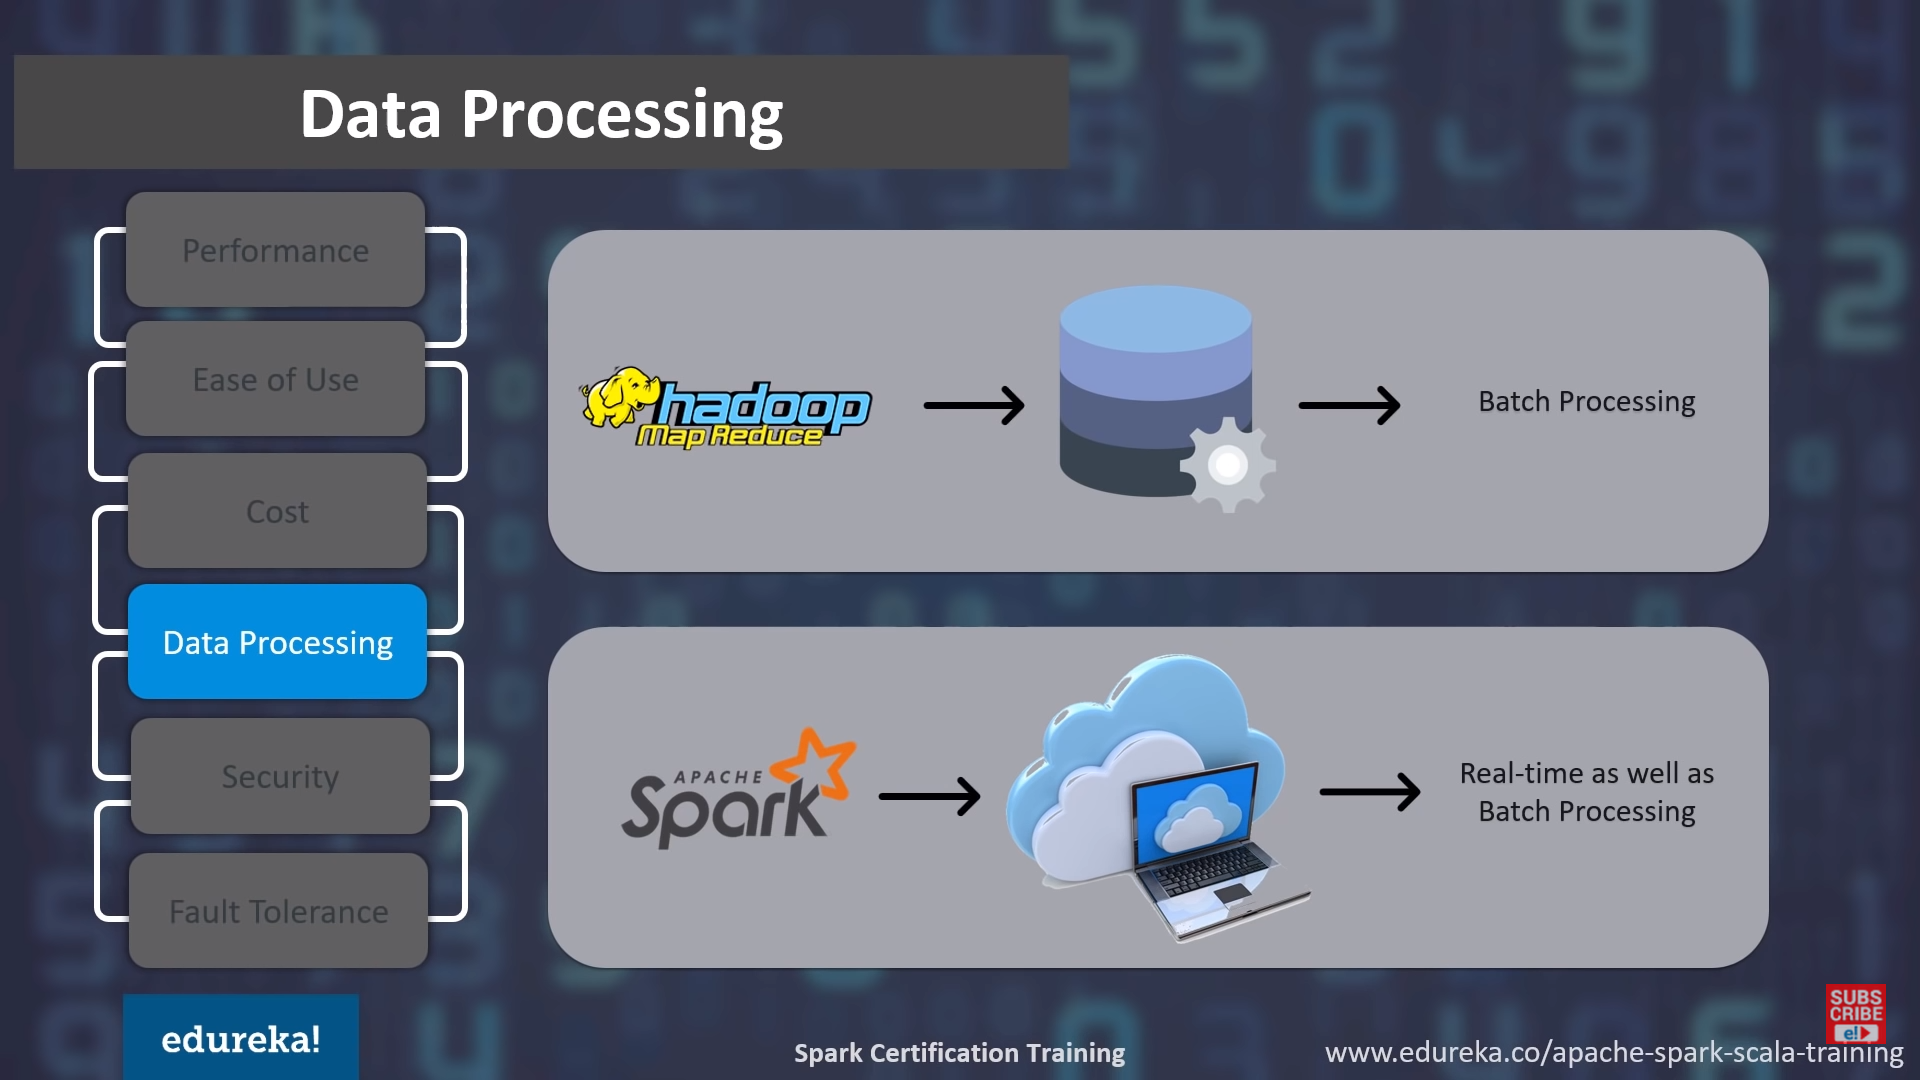 Data Processing
Performance
Ease of Use
Cost
Data Processing
Security
Fault Tolerance
hadoop
Map Reduce
Batch Processing
APACHE
Spark
Real-time as well as
Batch Processing
edureka!
Spark Certification Training
www.edureka.co/apache-spark-scala-training
SUBS
CRIBE
e!